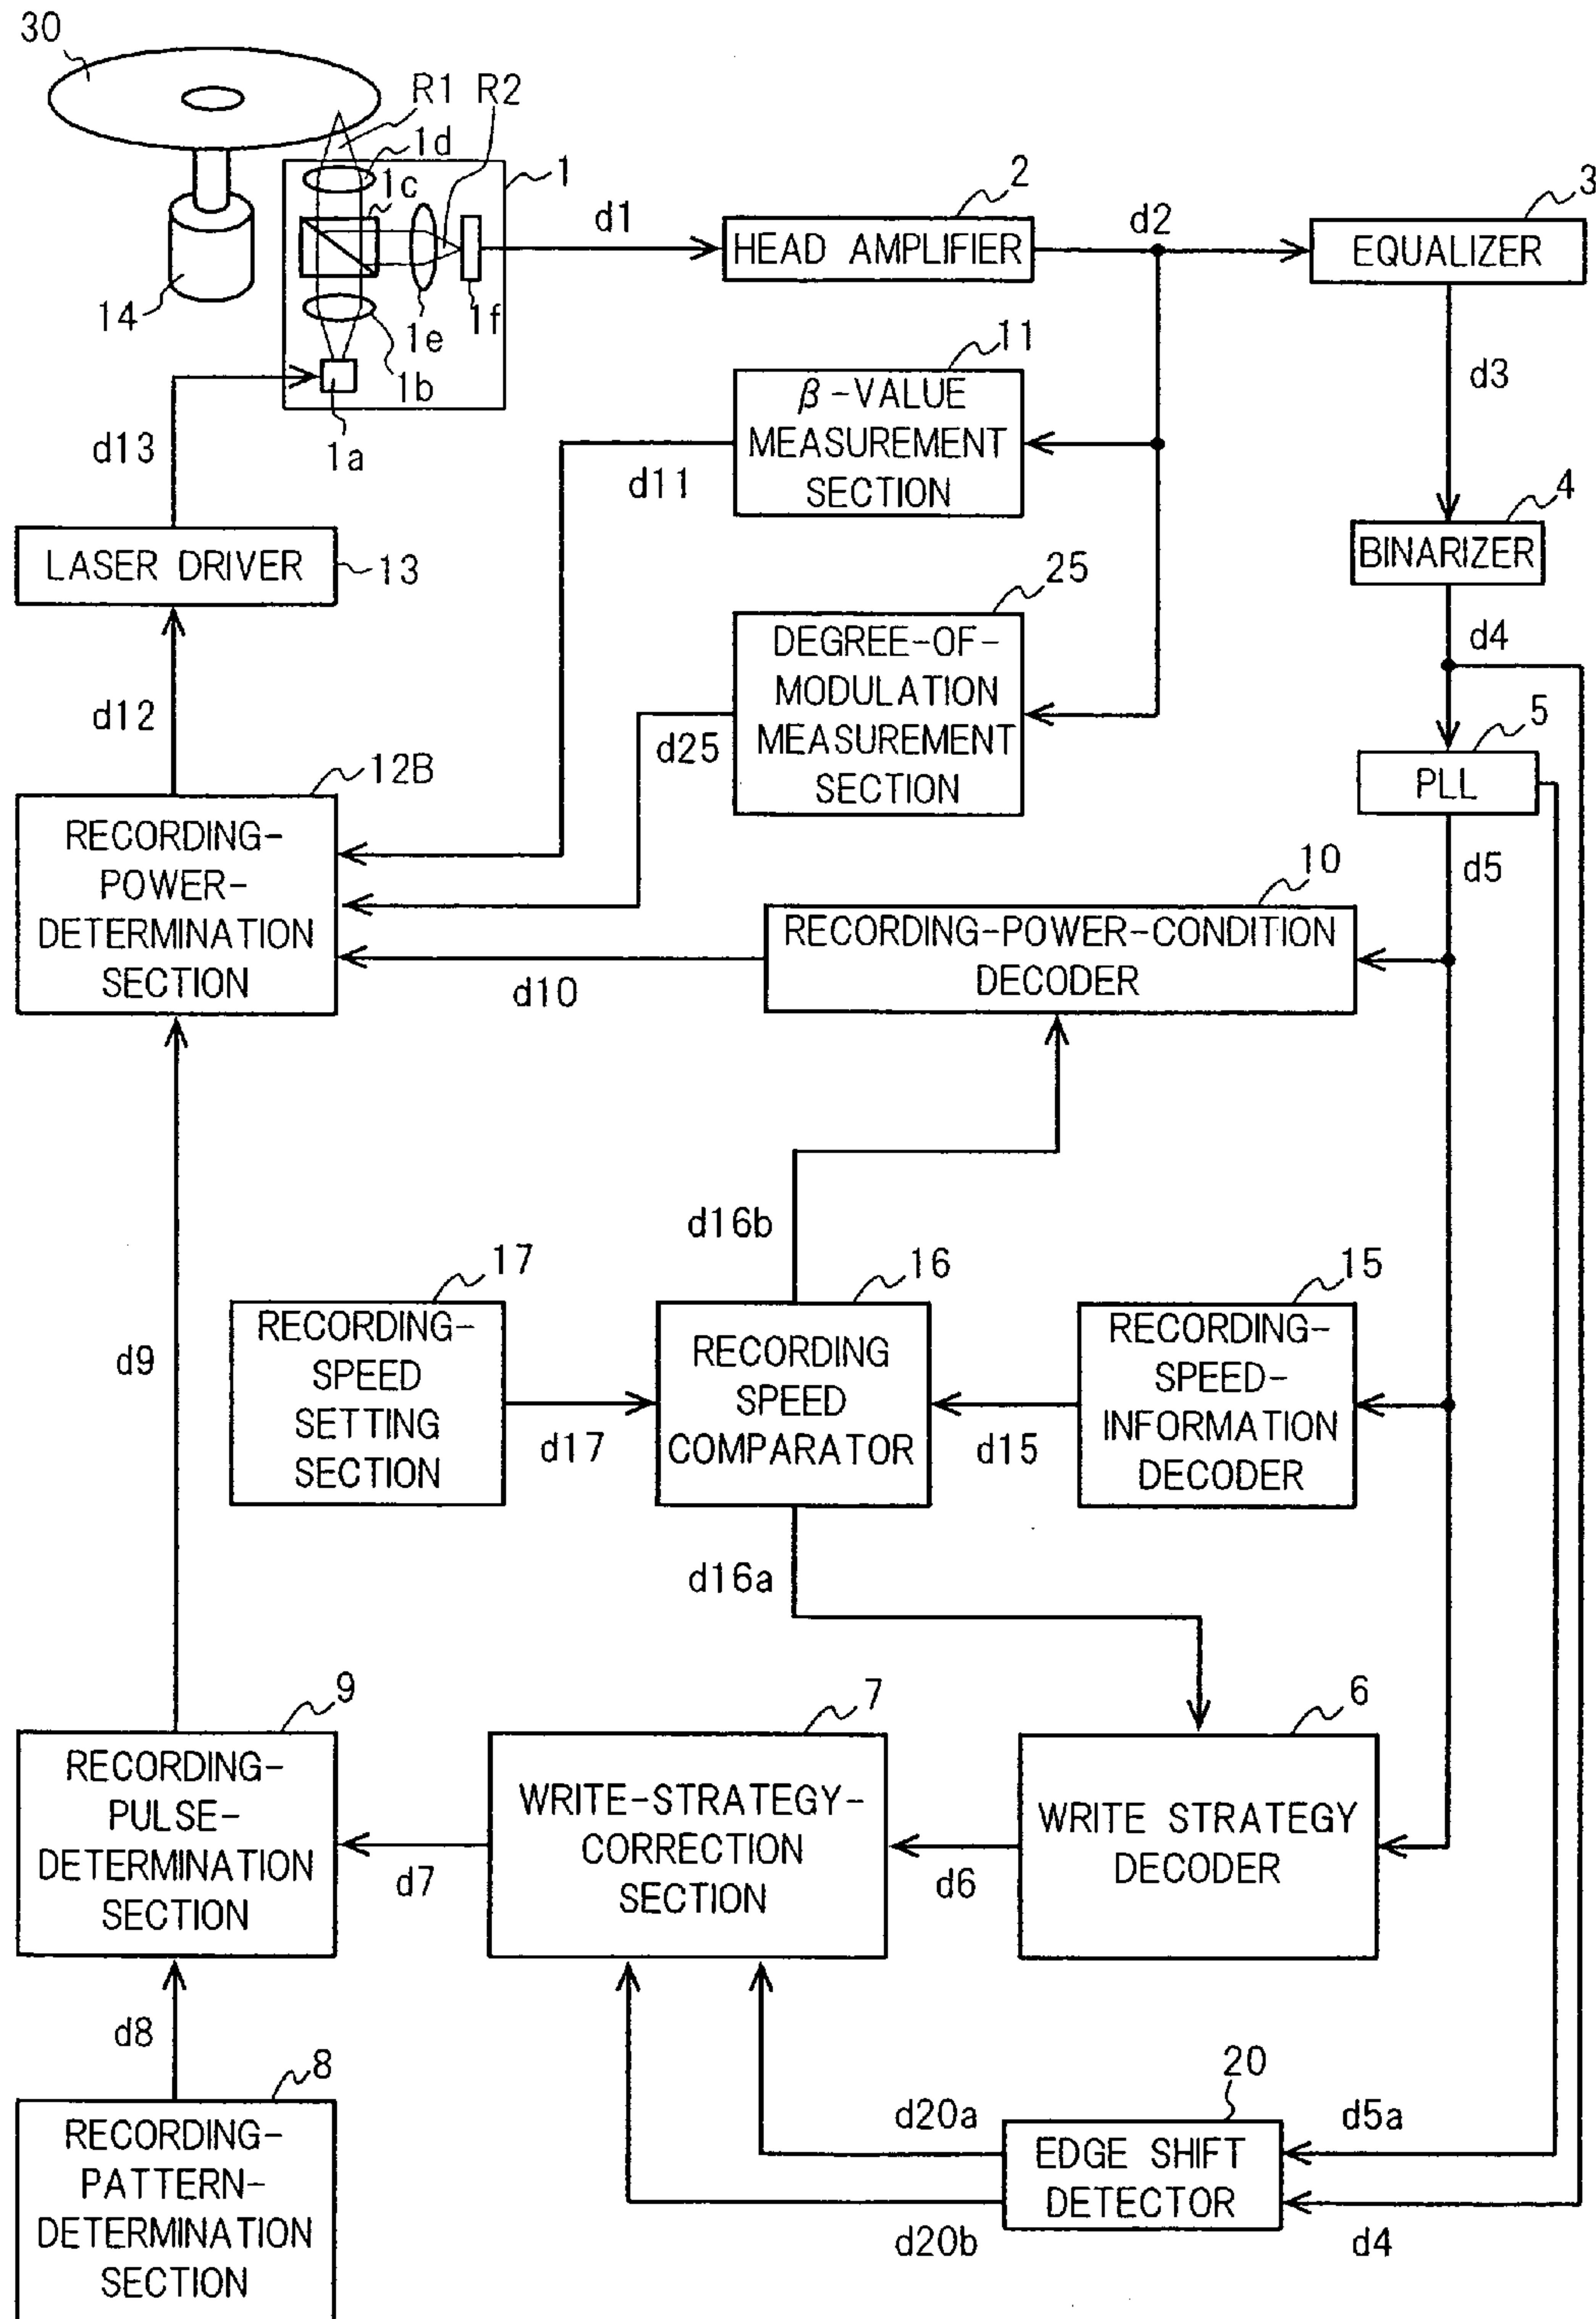 30
R1 R2
1d
1c
1
2
3
d1
HEAD AMPLIFIER
d2
EQUALIZER
14
1e
1f
1b
1a
d3
11
β-VALUE
MEASUREMENT
SECTION
d11
d13
4
BINARIZER
LASER DRIVER
13
25
DEGREE-OF-
MODULATION
MEASUREMENT
SECTION
d25
d4
5
PLL
d12
12B
RECORDING-
POWER-
DETERMINATION
SECTION
d5
10
RECORDING-POWER-CONDITION
DECODER
d10
d16b
17
RECORDING-
SPEED
SETTING
SECTION
d17
16
RECORDING
SPEED
COMPARATOR
d15
15
RECORDING-
SPEED-
INFORMATION
DECODER
d9
d16a
9
RECORDING-
PULSE-
DETERMINATION
SECTION
d7
7
WRITE-STRATEGY-
CORRECTION
SECTION
d6
6
WRITE STRATEGY
DECODER
d8
8
RECORDING-
PATTERN-
DETERMINATION
SECTION
d20a
d20b
20
EDGE SHIFT
DETECTOR
d5a
d4